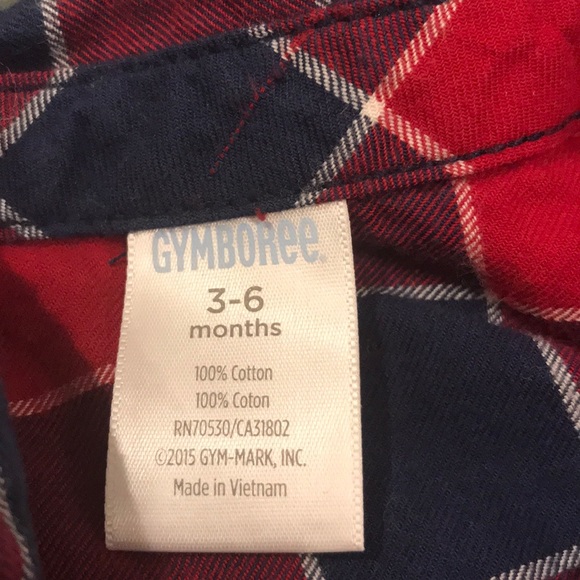 GYMBOREE.
3-6
months
100% Cotton
100% Coton
RN70530/CA31802
©2015 GYM-MARK, INC.
Made in Vietnam